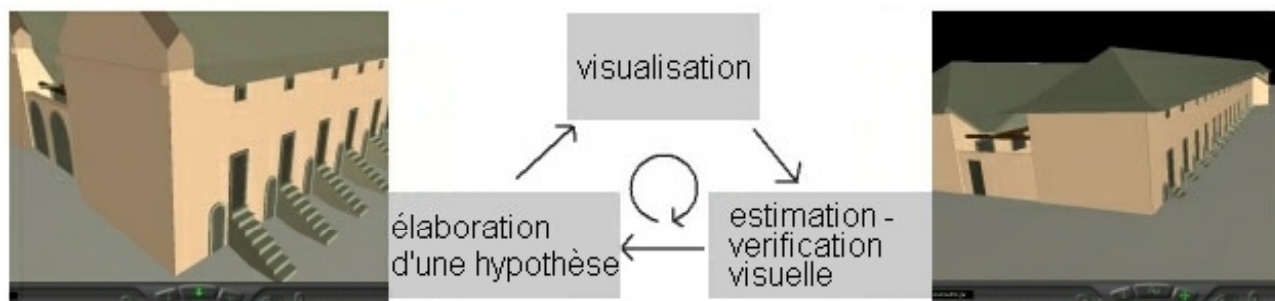 visualisation
élaboration
d'une hypothèse
estimation -
verification
visuelle